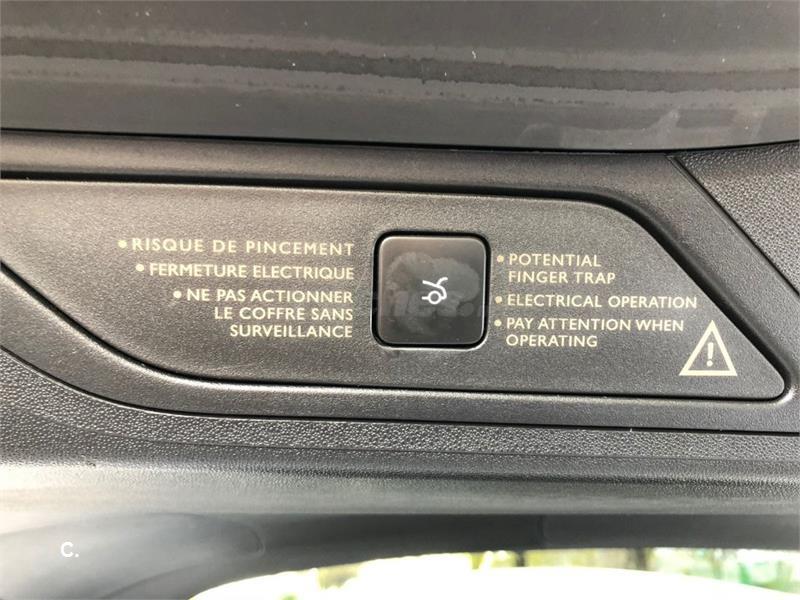 • RISQUE DE PINCEMENT
• FERMETURE ELECTRIQUE
• NE PAS ACTIONNER
LE COFFRE SANS
SURVEILLANCE
• POTENTIAL
FINGER TRAP
• ELECTRICAL OPERATION
• PAY ATTENTION WHEN
OPERATING
!
C.